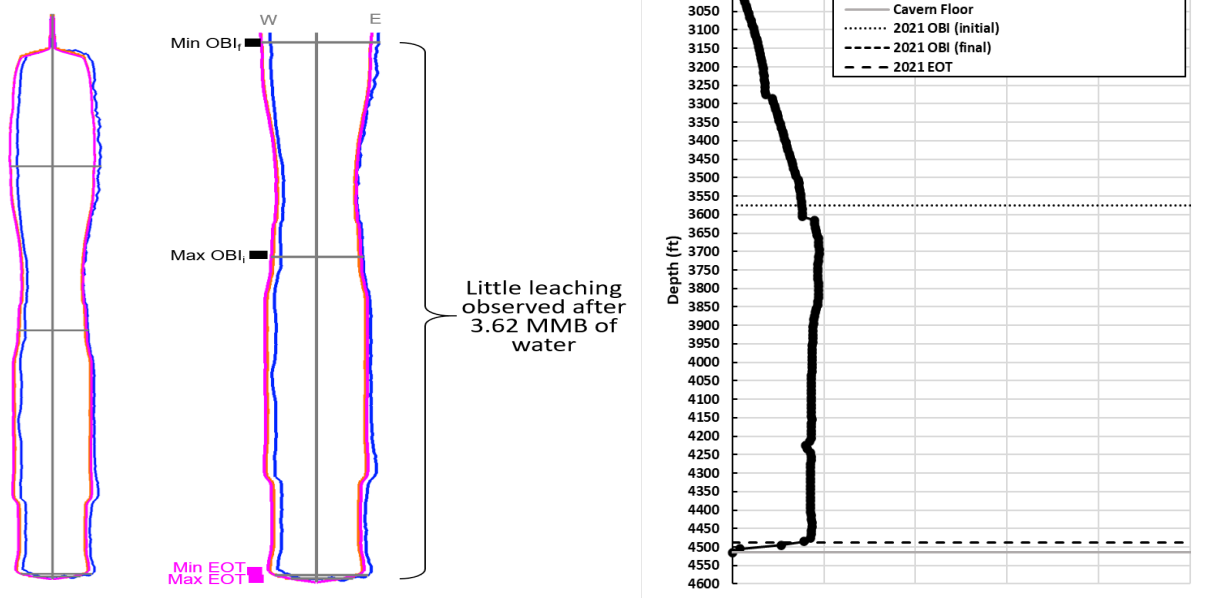 W
E
Min OBIf
Max OBIi
Little leaching
observed after
3.62 MMB of
water
Min EOT
Max EOT
Cavern Floor
2021 OBI (initial)
2021 OBI (final)
2021 EOT
Depth (ft)
3050
3100
3150
3200
3250
3300
3350
3400
3450
3500
3550
3600
3650
3700
3750
3800
3850
3900
3950
4000
4050
4100
4150
4200
4250
4300
4350
4400
4450
4500
4550
4600